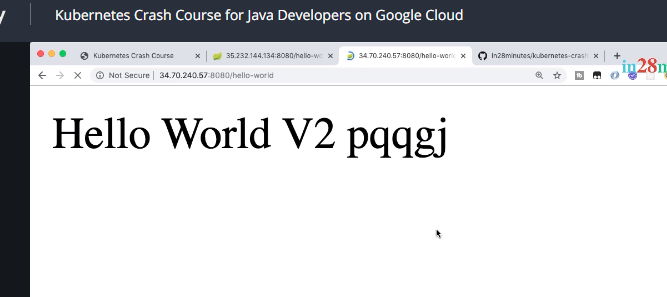 y
Kubernetes Crash Course for Java Developers on Google Cloud
Kubernetes Crash Course
35.232.144.134:8080/hello-wo
34.70.240.57:8080/hello-world
in28minutes/kubernetes-crash
Not Secure | 34.70.240.57:8080/hello-world
in28m
Hello World V2 pqqgj